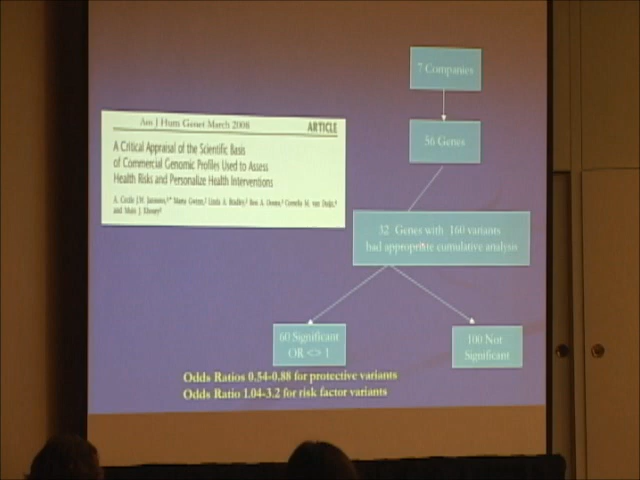 7 Companies
Am J Hum Genet March 2008
ARTICLE
56 Genes
A Critical Appraisal of the Scientific Basis
of Commercial Genomic Profiles Used to Assess
Health Risks and Personalize Health Interventions
A. Cecile J.W. Janssens, Marta Gwinn, Linda A. Bradley, Ben A. Oostra, Cornelia M. van Duijn,
and Muin J. Khoury
32 Genes with 160 variants
had appropriate cumulative analysis
60 Significant
OR <> 1
100 Not
Significant
Odds Ratios 0.54-0.88 for protective variants
Odds Ratio 1.04-3.2 for risk factor variants